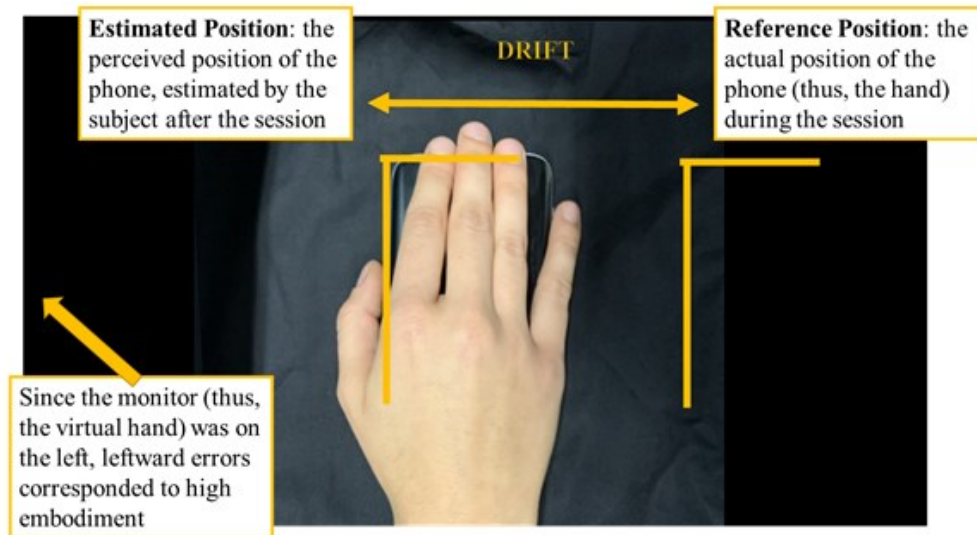 Estimated Position: the
perceived position of the
phone, estimated by the
subject after the session
DRIFT
Reference Position: the
actual position of the
phone (thus, the hand)
during the session
Since the monitor (thus,
the virtual hand) was on
the left, leftward errors
corresponded to high
embodiment